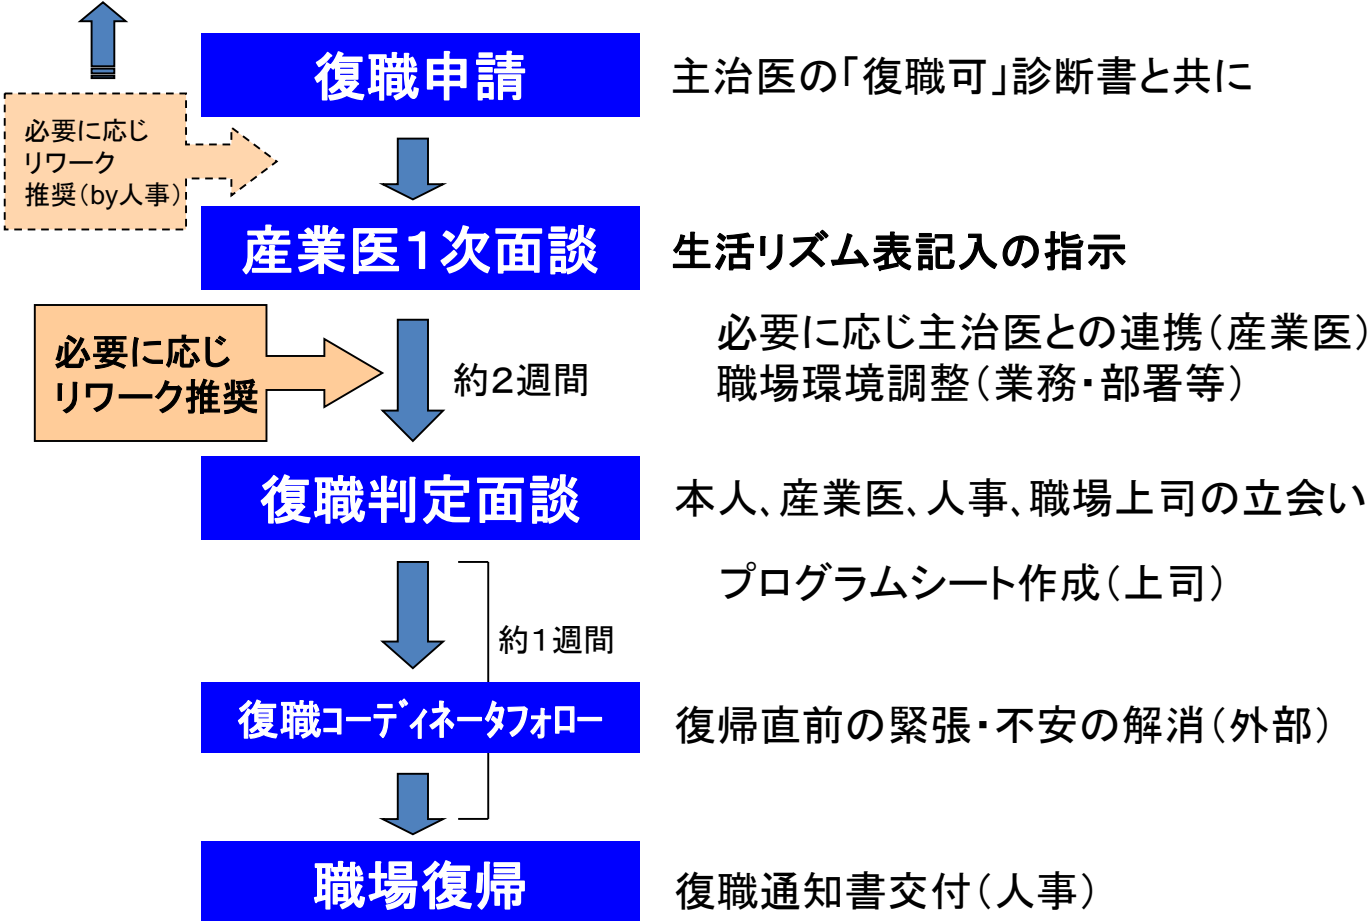 復職申請
主治医の「復職可」診断書と共に
必要に応じ
リワーク
推奨(by人事)
産業医1次面談
生活リズム表記入の指示
必要に応じ
リワーク推奨
約2週間
必要に応じ主治医との連携(産業医)
職場環境調整(業務・部署等)
復職判定面談
本人、産業医、人事、職場上司の立会い
プログラムシート作成(上司)
約1週間
復職コーディネータフォロー
復帰直前の緊張・不安の解消(外部)
職場復帰
復職通知書交付(人事)